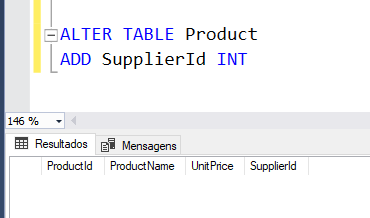 ALTER TABLE Product
ADD SupplierId INT
146 %
Resultados Mensagens
ProductId ProductName UnitPrice SupplierId